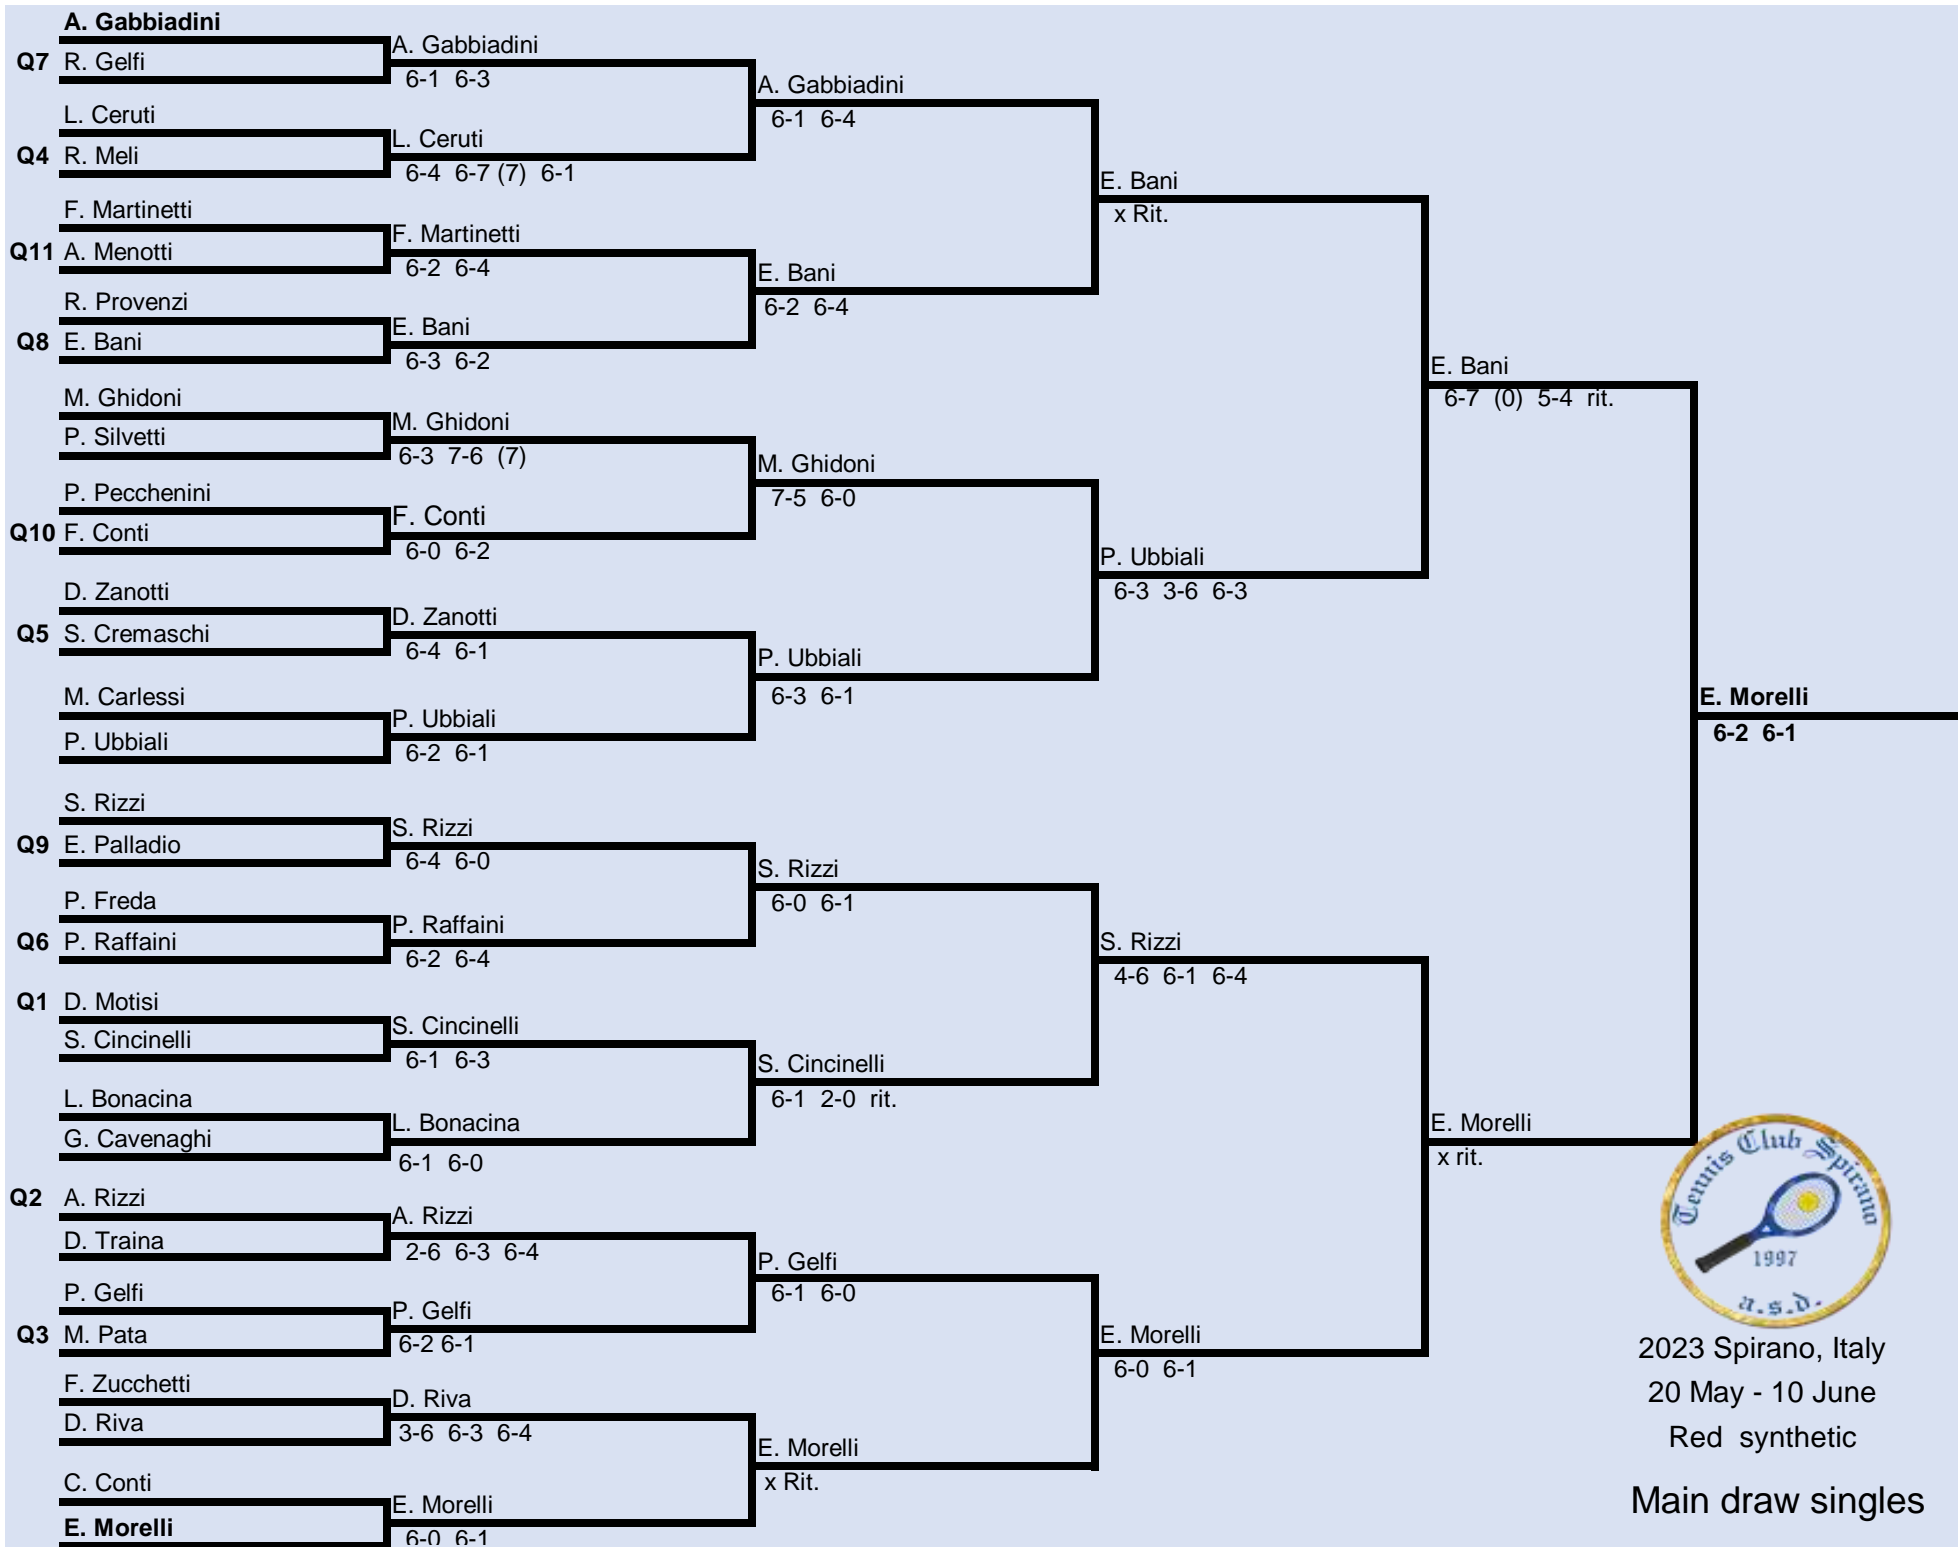 A. Gabbiadini
Q7 R. Gelfi
L. Ceruti
Q4 R. Meli
F. Martinetti
Q11 A. Menotti
R. Provenzi
Q8 E. Bani
M. Ghidoni
P. Silvetti
P. Pecchenini
Q10 F. Conti
D. Zanotti
Q5 S. Cremaschi
M. Carlessi
P. Ubbiali
S. Rizzi
Q9 E. Palladio
P. Freda
Q6 P. Raffaini
Q1 D. Motisi
S. Cincinelli
L. Bonacina
G. Cavenaghi
Q2 A. Rizzi
D. Traina
P. Gelfi
Q3 M. Pata
F. Zucchetti
D. Riva
C. Conti
E. Morelli
A. Gabbiadini
6-1 6-3
L. Ceruti
6-4 6-7 (7) 6-1
F. Martinetti
6-2 6-4
E. Bani
6-3 6-2
M. Ghidoni
6-3 7-6 (7)
F. Conti
6-0 6-2
D. Zanotti
6-4 6-1
P. Ubbiali
6-2 6-1
S. Rizzi
6-4 6-0
P. Raffaini
6-2 6-4
S. Cincinelli
6-1 6-3
L. Bonacina
6-1 6-0
A. Rizzi
2-6 6-3 6-4
P. Gelfi
6-2 6-1
D. Riva
3-6 6-3 6-4
E. Morelli
6-0 6-1
A. Gabbiadini
6-1 6-4
E. Bani
6-2 6-4
M. Ghidoni
7-5 6-0
P. Ubbiali
6-3 6-1
S. Rizzi
6-0 6-1
S. Cincinelli
6-1 2-0 rit.
P. Gelfi
6-1 6-0
E. Morelli
x Rit.
E. Bani
x Rit.
P. Ubbiali
6-3 3-6 6-3
S. Rizzi
4-6 6-1 6-4
E. Morelli
6-0 6-1
E. Bani
6-7 (0) 5-4 rit.
E. Morelli
x rit.
E. Morelli
6-2 6-1
Tennis Club Spirano
1997
a.s.d.
2023 Spirano, Italy
20 May - 10 June
Red synthetic
Main draw singles